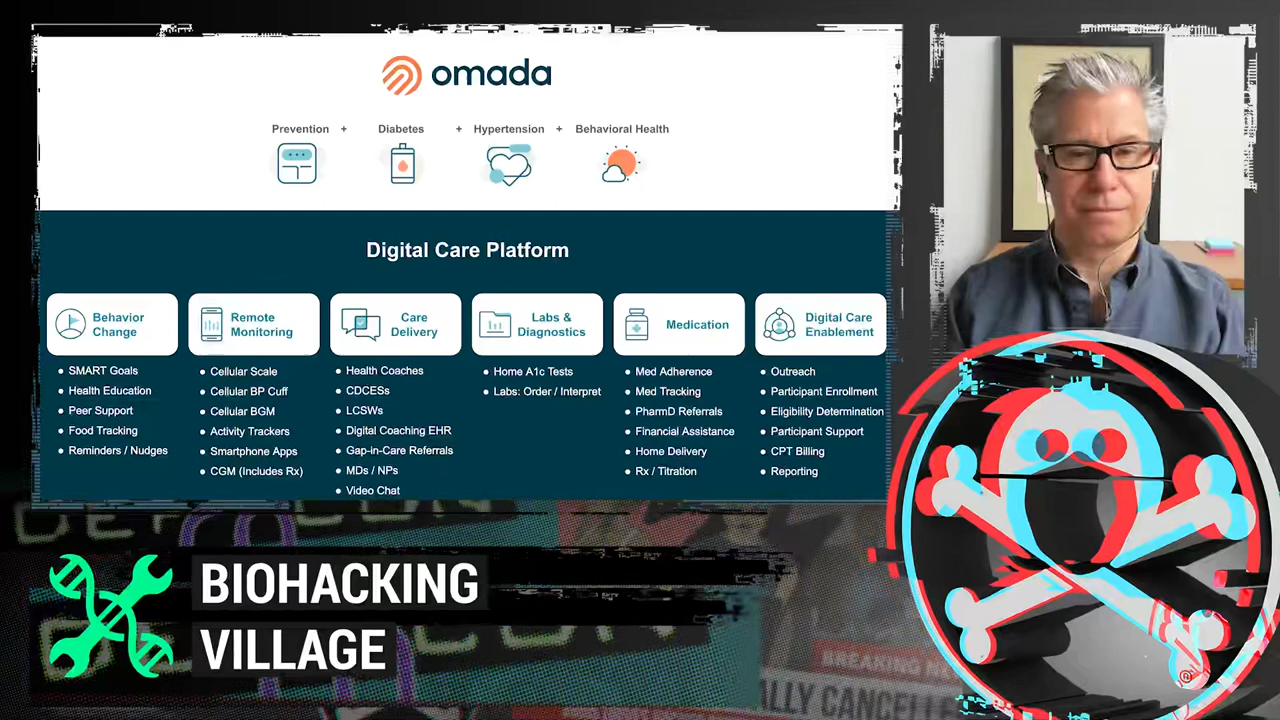 omada
Prevention + Diabetes + Hypertension + Behavioral Health
Digital Care Platform
Behavior
Change
• SMART Goals
• Health Education
• Peer Support
• Food Tracking
• Reminders / Nudges
Remote
Monitoring
• Cellular Scale
• Cellular BP Cuff
• Cellular BGM
• Activity Trackers
• Smartphone Apps
• CGM (Includes Rx)
Care
Delivery
• Health Coaches
• CDCESs
• LCSWs
• Digital Coaching EHR
• Gap-in-Care Referrals
• MDs / NPs
• Video Chat
Labs &
Diagnostics
• Home A1c Tests
• Labs: Order / Interpret
Medication
• Med Adherence
• Med Tracking
• PharmD Referrals
• Financial Assistance
• Home Delivery
• Rx / Titration
Digital Care
Enablement
• Outreach
• Participant Enrollment
• Eligibility Determination
• Participant Support
• CPT Billing
• Reporting
BIOHACKING
VILLAGE
BREAKING NE
ALLY CANCELLE
®